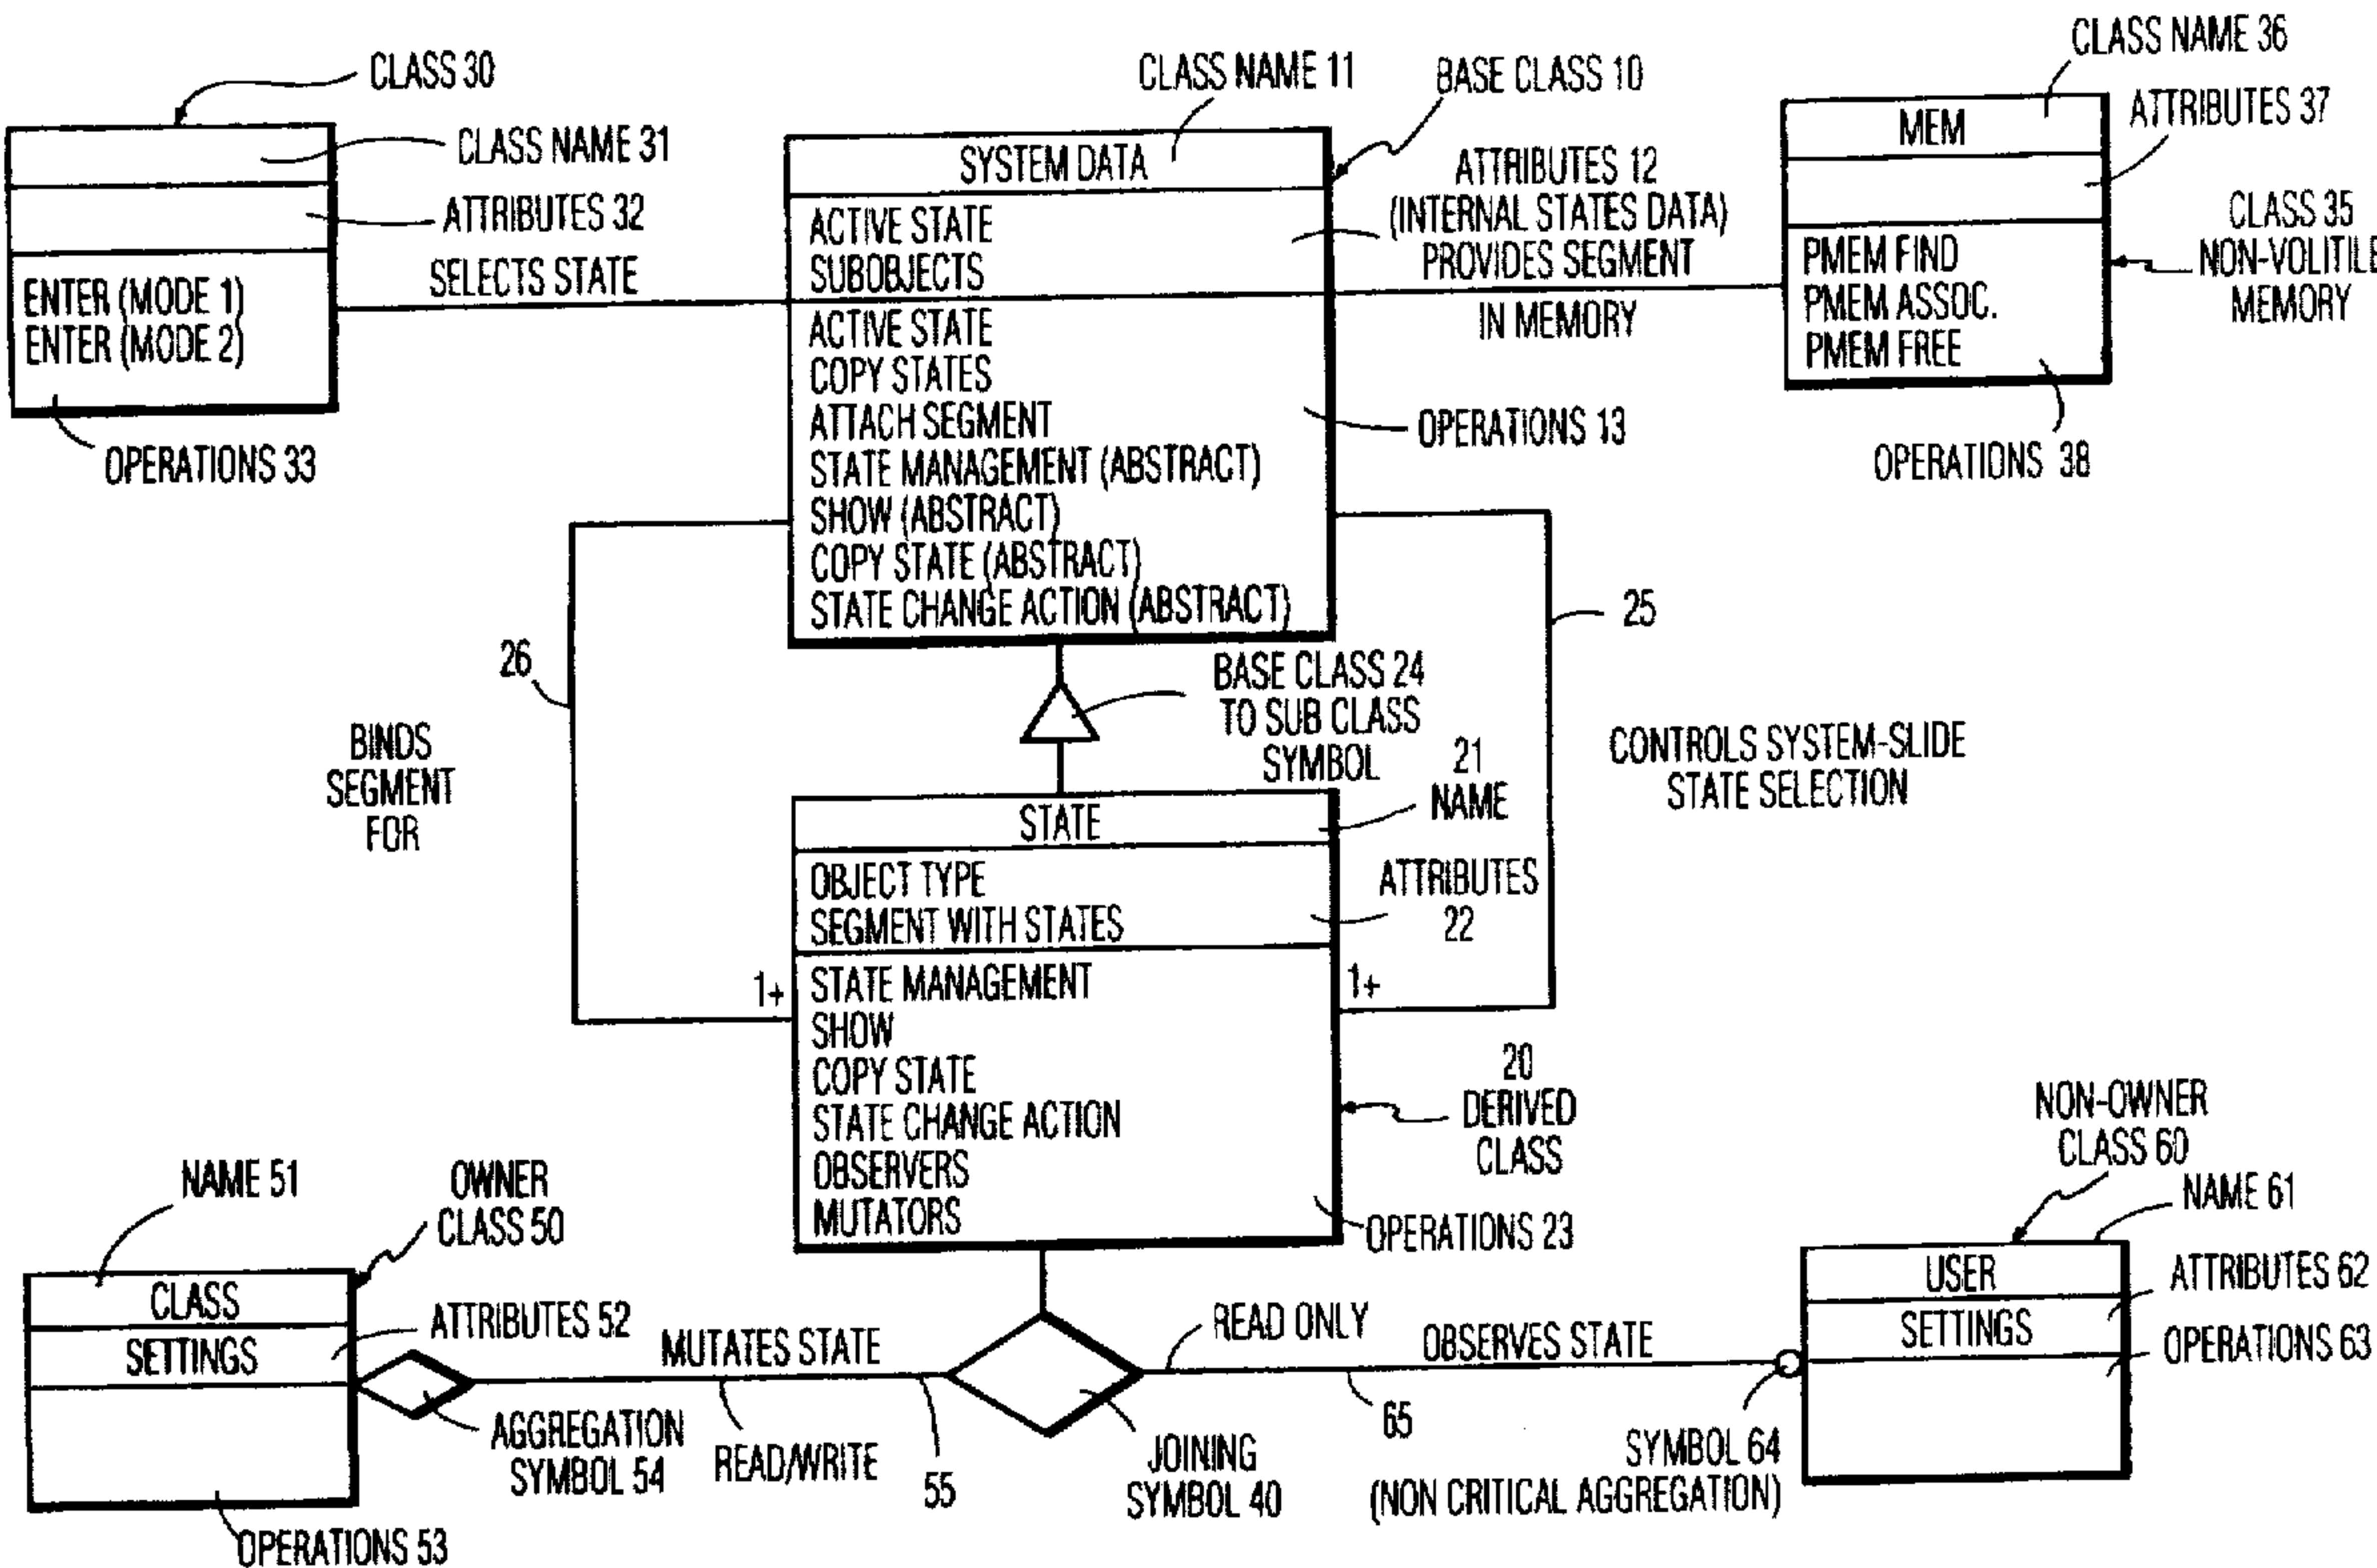 CLASS 30
CLASS NAME 31
ATTRIBUTES 32
ENTER (MODE 1)
ENTER (MODE 2)
OPERATIONS 33
SELECTS STATE
CLASS NAME 11
BASE CLASS 10
SYSTEM DATA
ACTIVE STATE
SUBOBJECTS
ATTRIBUTES 12
(INTERNAL STATES DATA)
PROVIDES SEGMENT
IN MEMORY
ACTIVE STATE
COPY STATES
ATTACH SEGMENT
STATE MANAGEMENT (ABSTRACT)
SHOW (ABSTRACT)
COPY STATE (ABSTRACT)
STATE CHANGE ACTION (ABSTRACT)
OPERATIONS 13
CLASS NAME 36
MEM
ATTRIBUTES 37
CLASS 35
NON-VOLITILE
MEMORY
PMEM FIND
PMEM ASSOC.
PMEM FREE
OPERATIONS 38
26
BINDS
SEGMENT
FOR
BASE CLASS 24
TO SUB CLASS
SYMBOL
25
CONTROLS SYSTEM-SLIDE
STATE SELECTION
21
NAME
STATE
OBJECT TYPE
SEGMENT WITH STATES
ATTRIBUTES
22
1+
1+
STATE MANAGEMENT
SHOW
COPY STATE
STATE CHANGE ACTION
OBSERVERS
MUTATORS
20
DERIVED
CLASS
OPERATIONS 23
NAME 51
OWNER
CLASS 50
CLASS
SETTINGS
ATTRIBUTES 52
AGGREGATION
SYMBOL 54
OPERATIONS 53
MUTATES STATE
READ/WRITE
55
JOINING
SYMBOL 40
READ ONLY
OBSERVES STATE
65
SYMBOL 64
(NON CRITICAL AGGREGATION)
NON-OWNER
CLASS 60
NAME 61
USER
SETTINGS
ATTRIBUTES 62
OPERATIONS 63